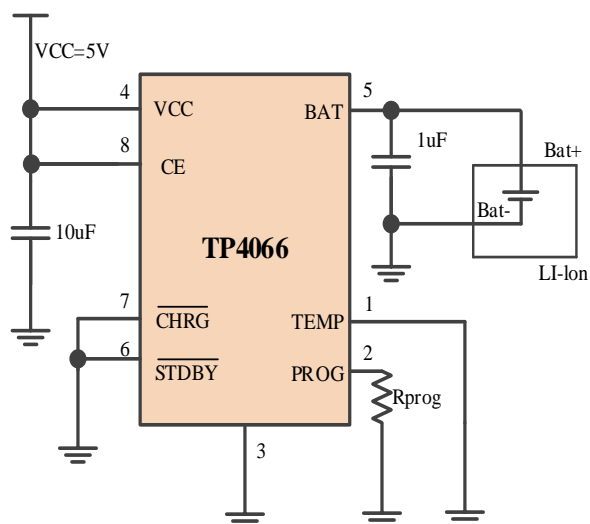 VCC=5V
4
VCC
8
CE
10uF
TP4066
5
BAT
1uF
Bat+
Bat-
LI-lon
7
CHRG
6
STDBY
1
TEMP
2
PROG
Rprog
3